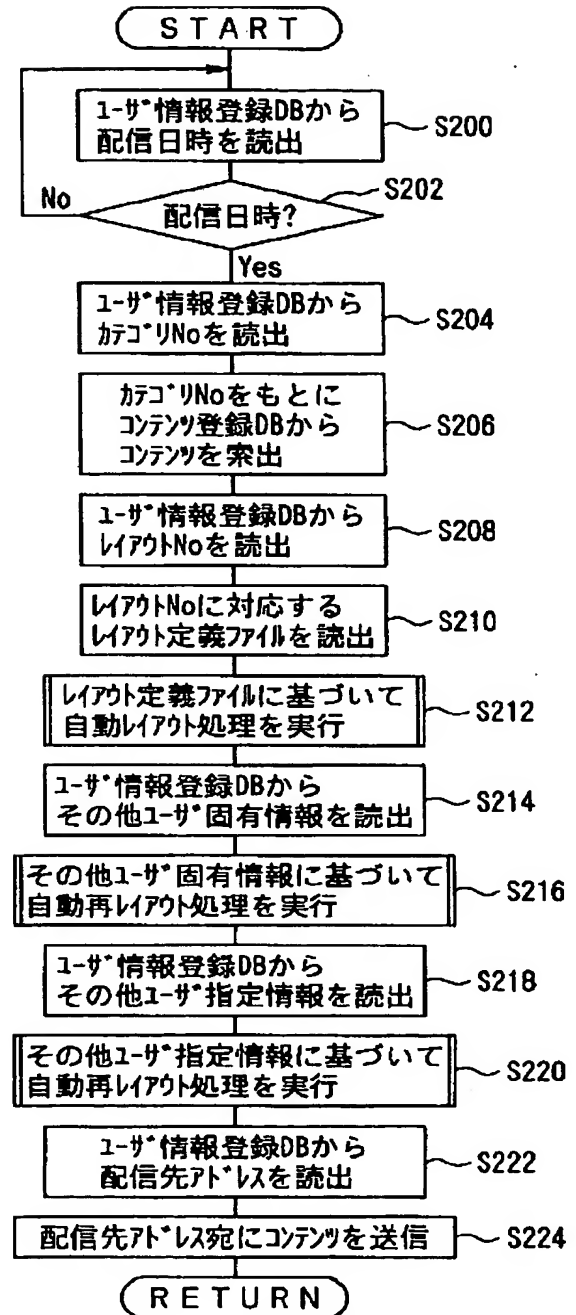 START
ﾕｰｻﾞ情報登録DBから
配信日時を読出
S200
No
配信日時?
S202
Yes
ﾕｰｻﾞ情報登録DBから
ｶﾃｺﾞﾘNoを読出
S204
ｶﾃｺﾞﾘNoをもとに
ｺﾝﾃﾝﾂ登録DBから
ｺﾝﾃﾝﾂを索出
S206
ﾕｰｻﾞ情報登録DBから
ﾚｲｱｳﾄNoを読出
S208
ﾚｲｱｳﾄNoに対応する
ﾚｲｱｳﾄ定義ﾌｧｲﾙを読出
S210
ﾚｲｱｳﾄ定義ﾌｧｲﾙに基づいて
自動ﾚｲｱｳﾄ処理を実行
S212
ﾕｰｻﾞ情報登録DBから
その他ﾕｰｻﾞ固有情報を読出
S214
その他ﾕｰｻﾞ固有情報に基づいて
自動再ﾚｲｱｳﾄ処理を実行
S216
ﾕｰｻﾞ情報登録DBから
その他ﾕｰｻﾞ指定情報を読出
S218
その他ﾕｰｻﾞ指定情報に基づいて
自動再ﾚｲｱｳﾄ処理を実行
S220
ﾕｰｻﾞ情報登録DBから
配信先ｱﾄﾞﾚｽを読出
S222
配信先ｱﾄﾞﾚｽ宛にｺﾝﾃﾝﾂを送信
S224
RETURN